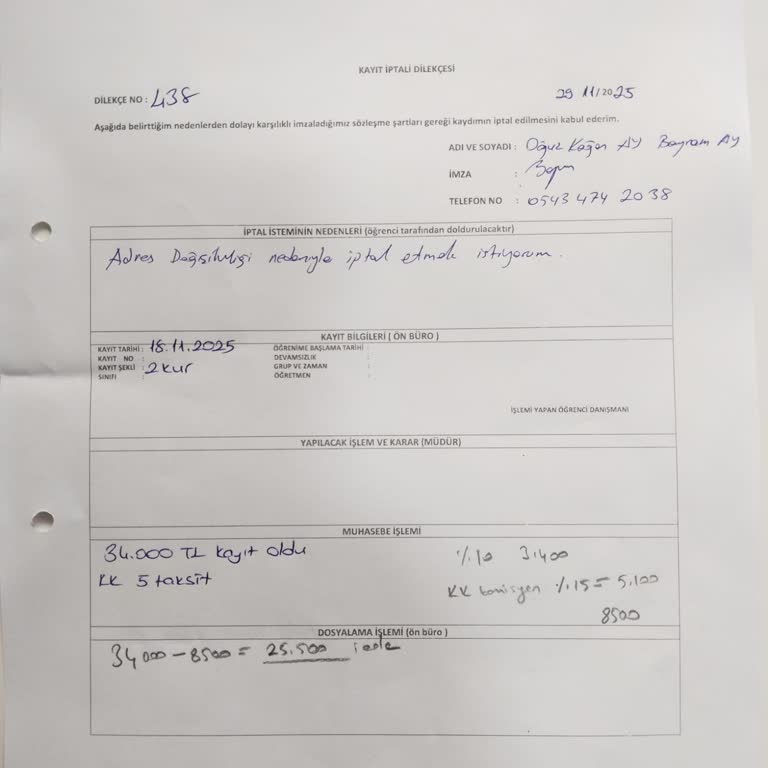 KAYIT İPTALİ DİLEKÇESİ
DİLEKÇE NO : 438
29 11/2025
Aşağıda belirttiğim nedenlerden dolayı karşılıklı imzaladığımız sözleşme şartları gereği kaydımın iptal edilmesini kabul ederim.
ADI VE SOYADI : Oğuz Kağan AY Bayram Ay
İMZA :
TELEFON NO : 0543 474 2038
İPTAL İSTEMİNİN NEDENLERİ (öğrenci tarafından doldurulacaktır)
Adres Değişikliği nedeniyle iptal etmek istiyorum.
KAYIT BİLGİLERİ ( ÖN BÜRO )
KAYIT TARİHİ : 18.11.2025 ÖĞRENİME BAŞLAMA TARİHİ :
KAYIT NO : DEVAMSIZLIK :
KAYIT ŞEKLİ : 2 kur GRUP VE ZAMAN :
SINIFI : ÖĞRETMEN :
İŞLEMİ YAPAN ÖĞRENCİ DANIŞMANI
YAPILACAK İŞLEM VE KARAR (MÜDÜR)
MUHASEBE İŞLEMİ
34.000 TL kayıt oldu %10 3.400
KK 5 taksit KK komisyon %15 = 5.100
8500
DOSYALAMA İŞLEMİ (ön büro )
34000 - 8500 = 25.500 iade